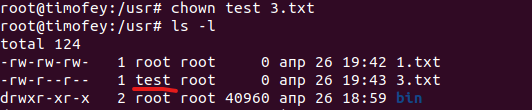 root@timofey:/usr# chown test 3.txt
root@timofey:/usr# ls -l
total 124
-rw-rw-rw-   1 root root     0 апр 26 19:42 1.txt
-rw-r--r--   1 test root     0 апр 26 19:43 3.txt
drwxr-xr-x   2 root root 40960 апр 26 18:59 bin